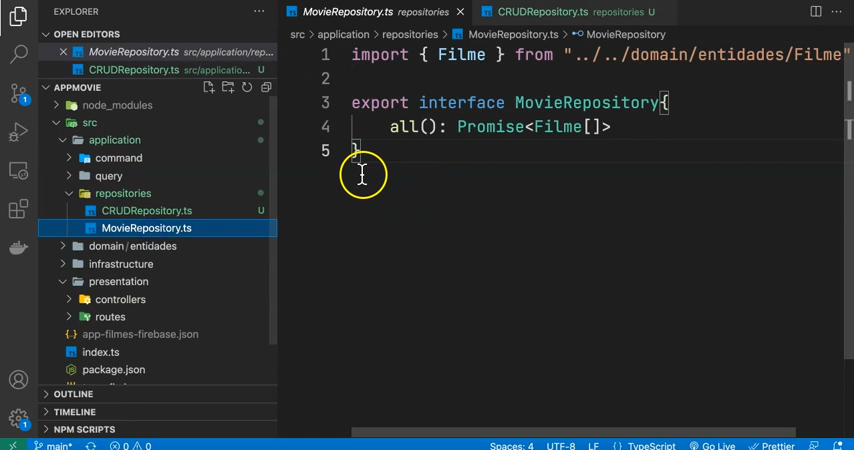 EXPLORER
OPEN EDITORS
MovieRepository.ts src/application/rep...
CRUDRepository.ts src/applicatio... U
APPMOVIE
node_modules
src
application
command
query
repositories
CRUDRepository.ts U
MovieRepository.ts
domain / entidades
infrastructure
presentation
controllers
routes
app-filmes-firebase.json
index.ts
package.json
OUTLINE
TIMELINE
NPM SCRIPTS
MovieRepository.ts repositories
CRUDRepository.ts repositories U
src > application > repositories > MovieRepository.ts > MovieRepository
1 import { Filme } from "../../domain/entidades/Filme"
2
3 export interface MovieRepository{
4 all(): Promise<Filme[]>
5 }
1
1
main* 0 0 Spaces: 4 UTF-8 LF {} TypeScript Go Live Prettier